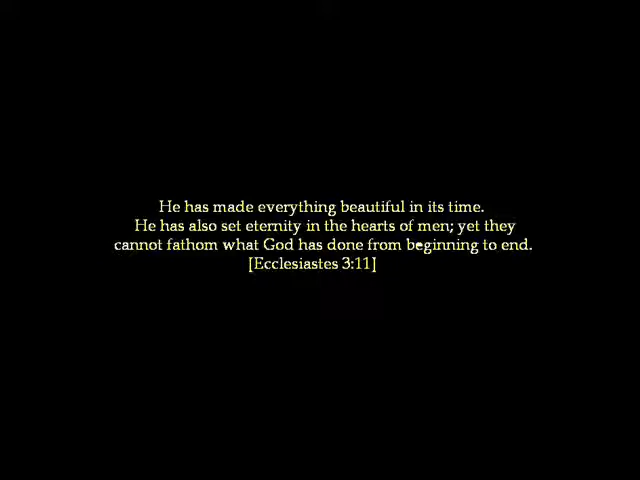 He has made everything beautiful in its time.
He has also set eternity in the hearts of men; yet they
cannot fathom what God has done from beginning to end.
[Ecclesiastes 3:11]